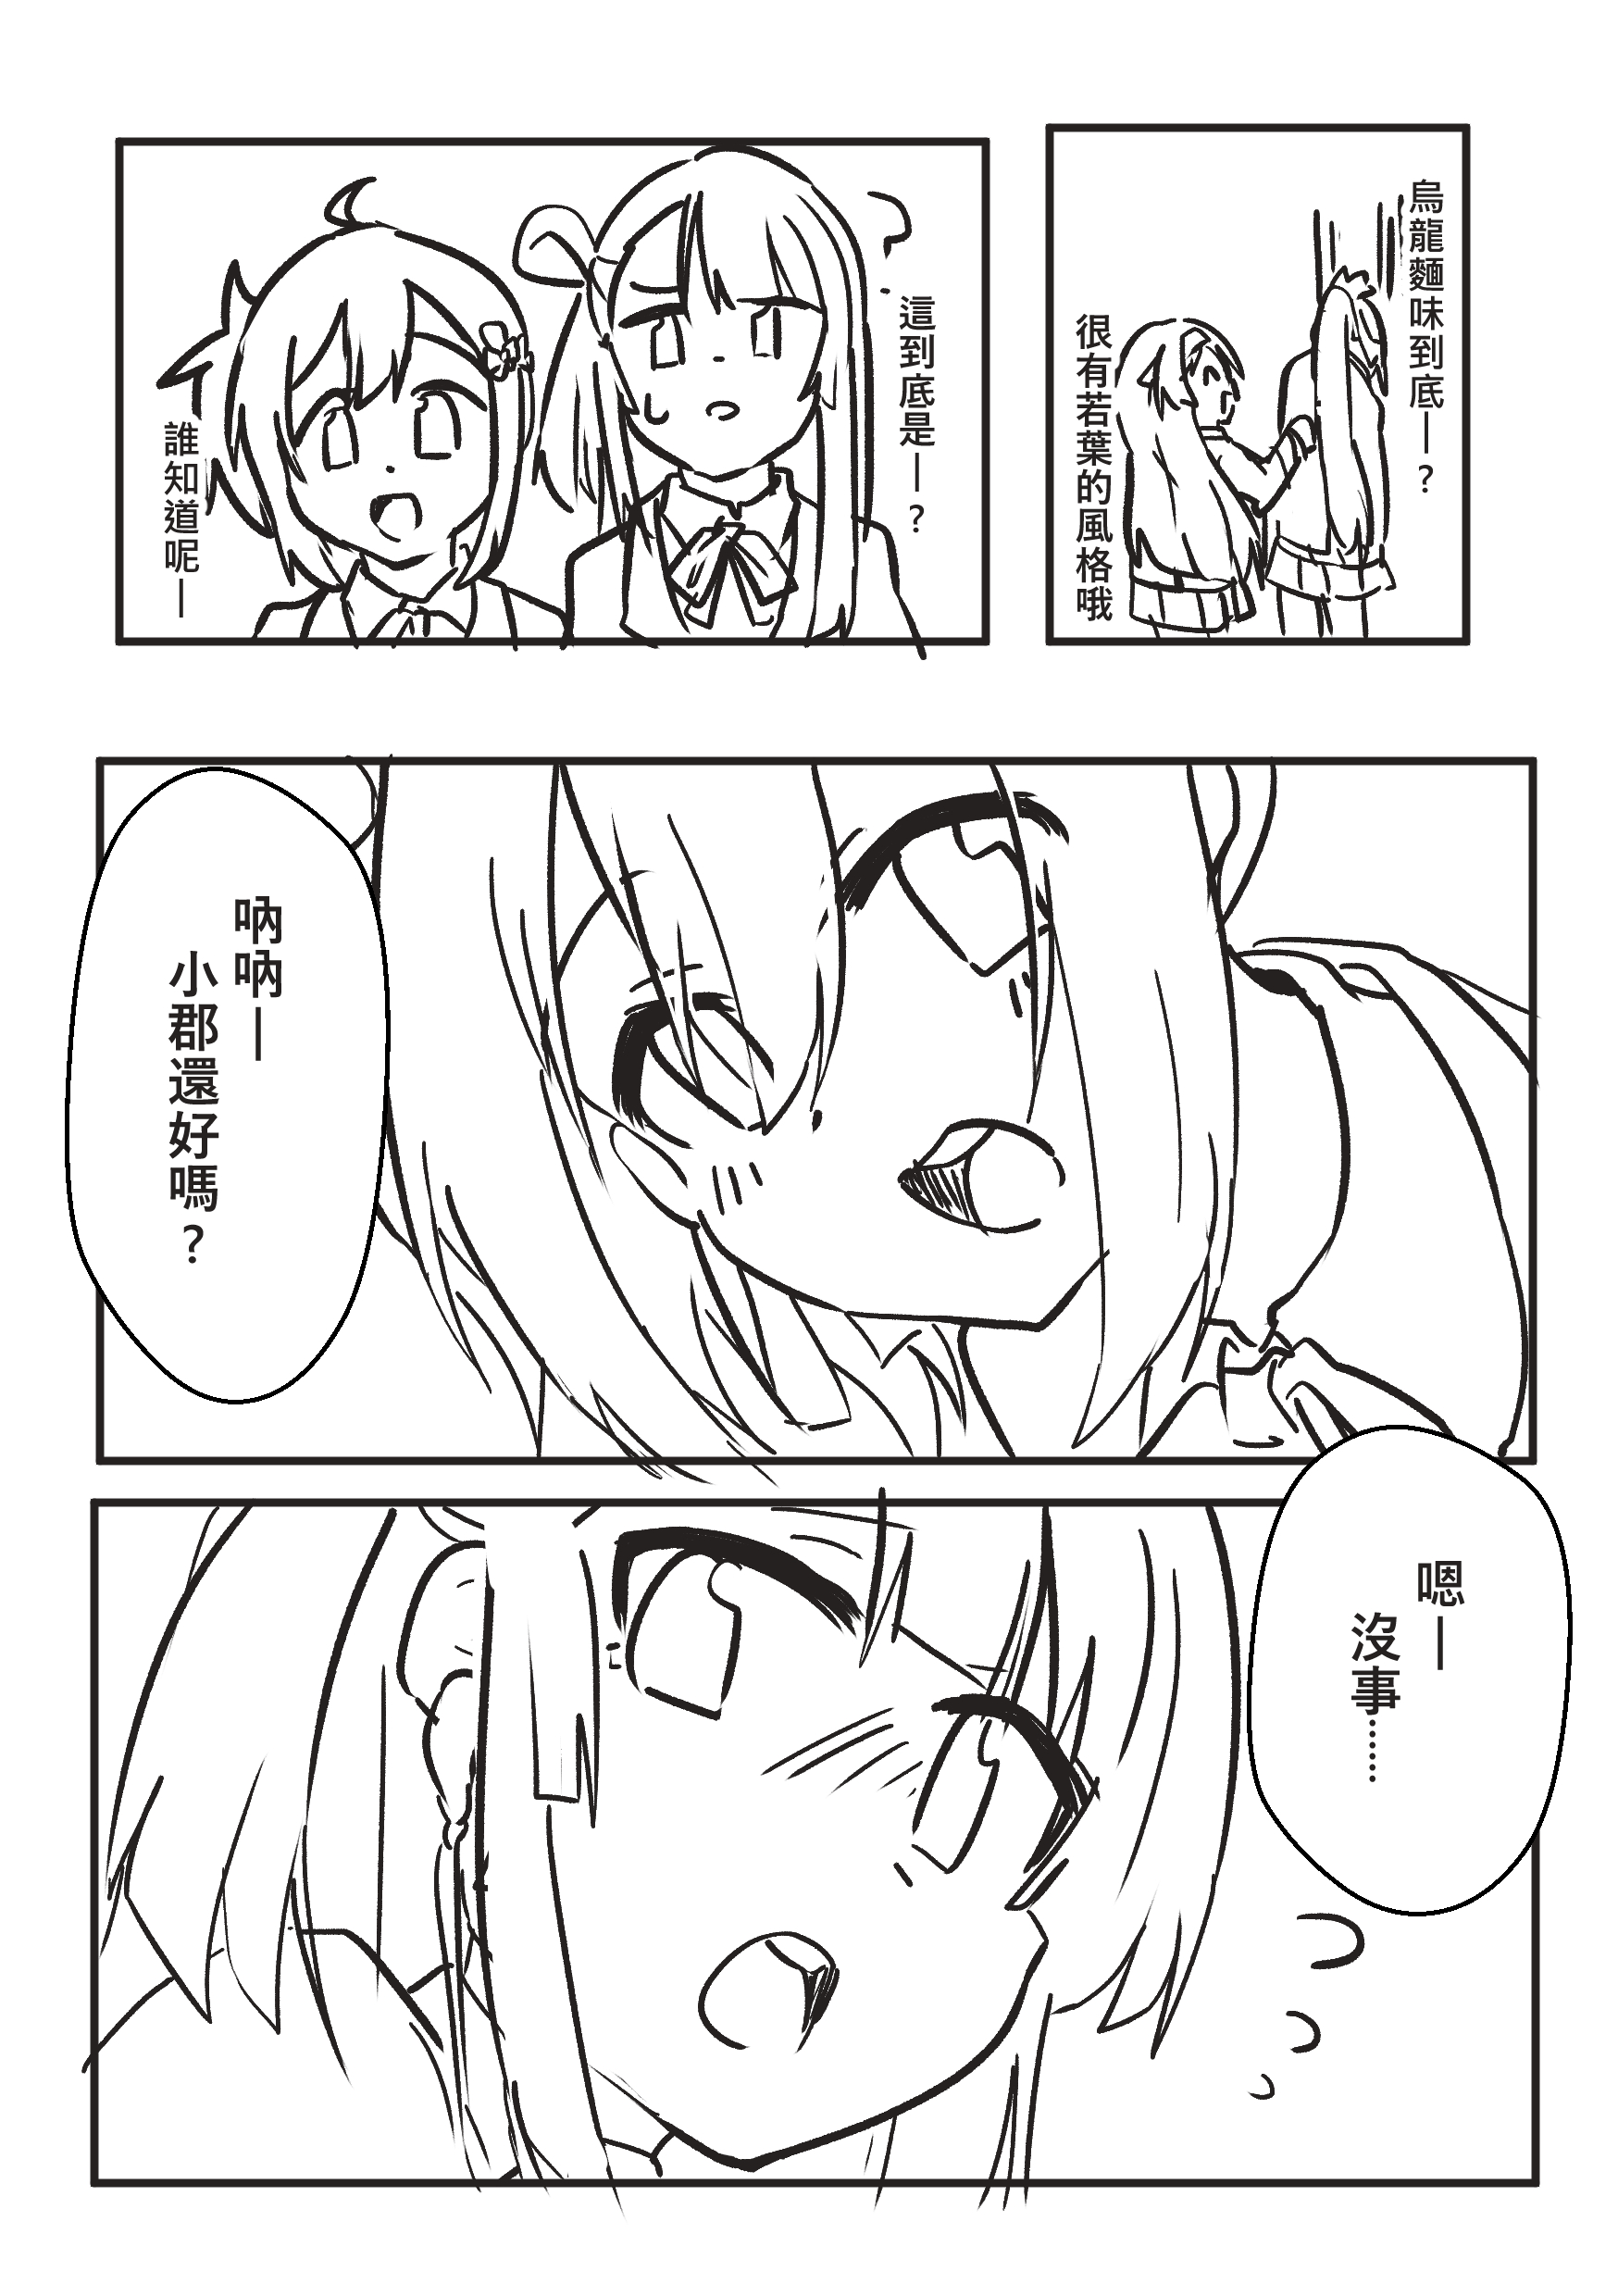 烏龍麵味到底—?
很有若葉的風格哦
這到底是—?
誰知道呢—
吶吶—
小郡還好嗎?
嗯—
沒事……